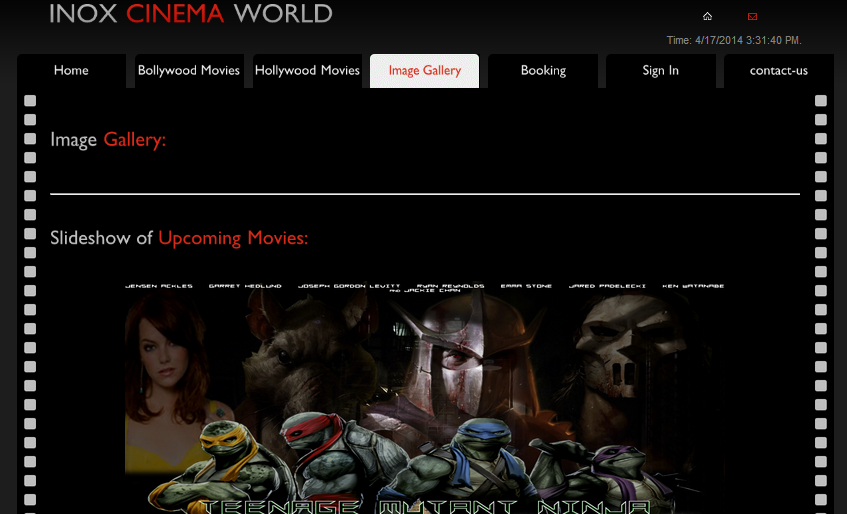 INOX CINEMA WORLD
Time: 4/17/2014 3:31:40 PM.
Home Bollywood Movies Hollywood Movies Image Gallery Booking Sign In contact-us
Image Gallery:
Slideshow of Upcoming Movies:
JENSEN ACKLES GARRET HEDLUND JOSEPH GORDON LEVITT RYAN REYNOLDS EMMA STONE JARED PADELECKI KEN WATANABE
AND JACKIE CHAN
TEENAGE MUTANT NINJA